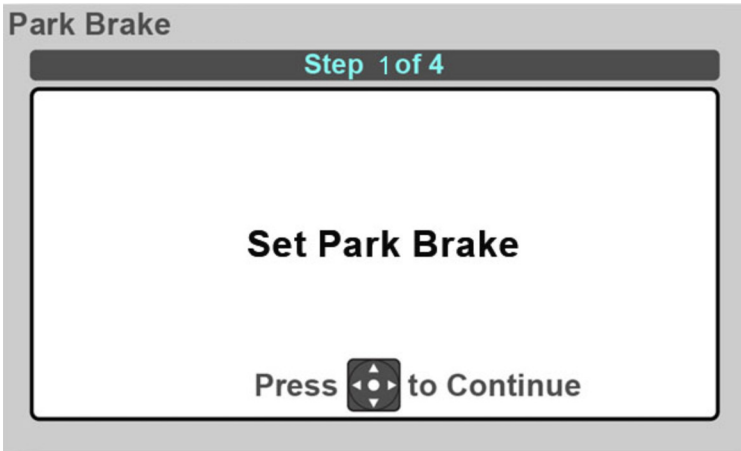 Park Brake
Step 1 of 4
Set Park Brake
Press to Continue